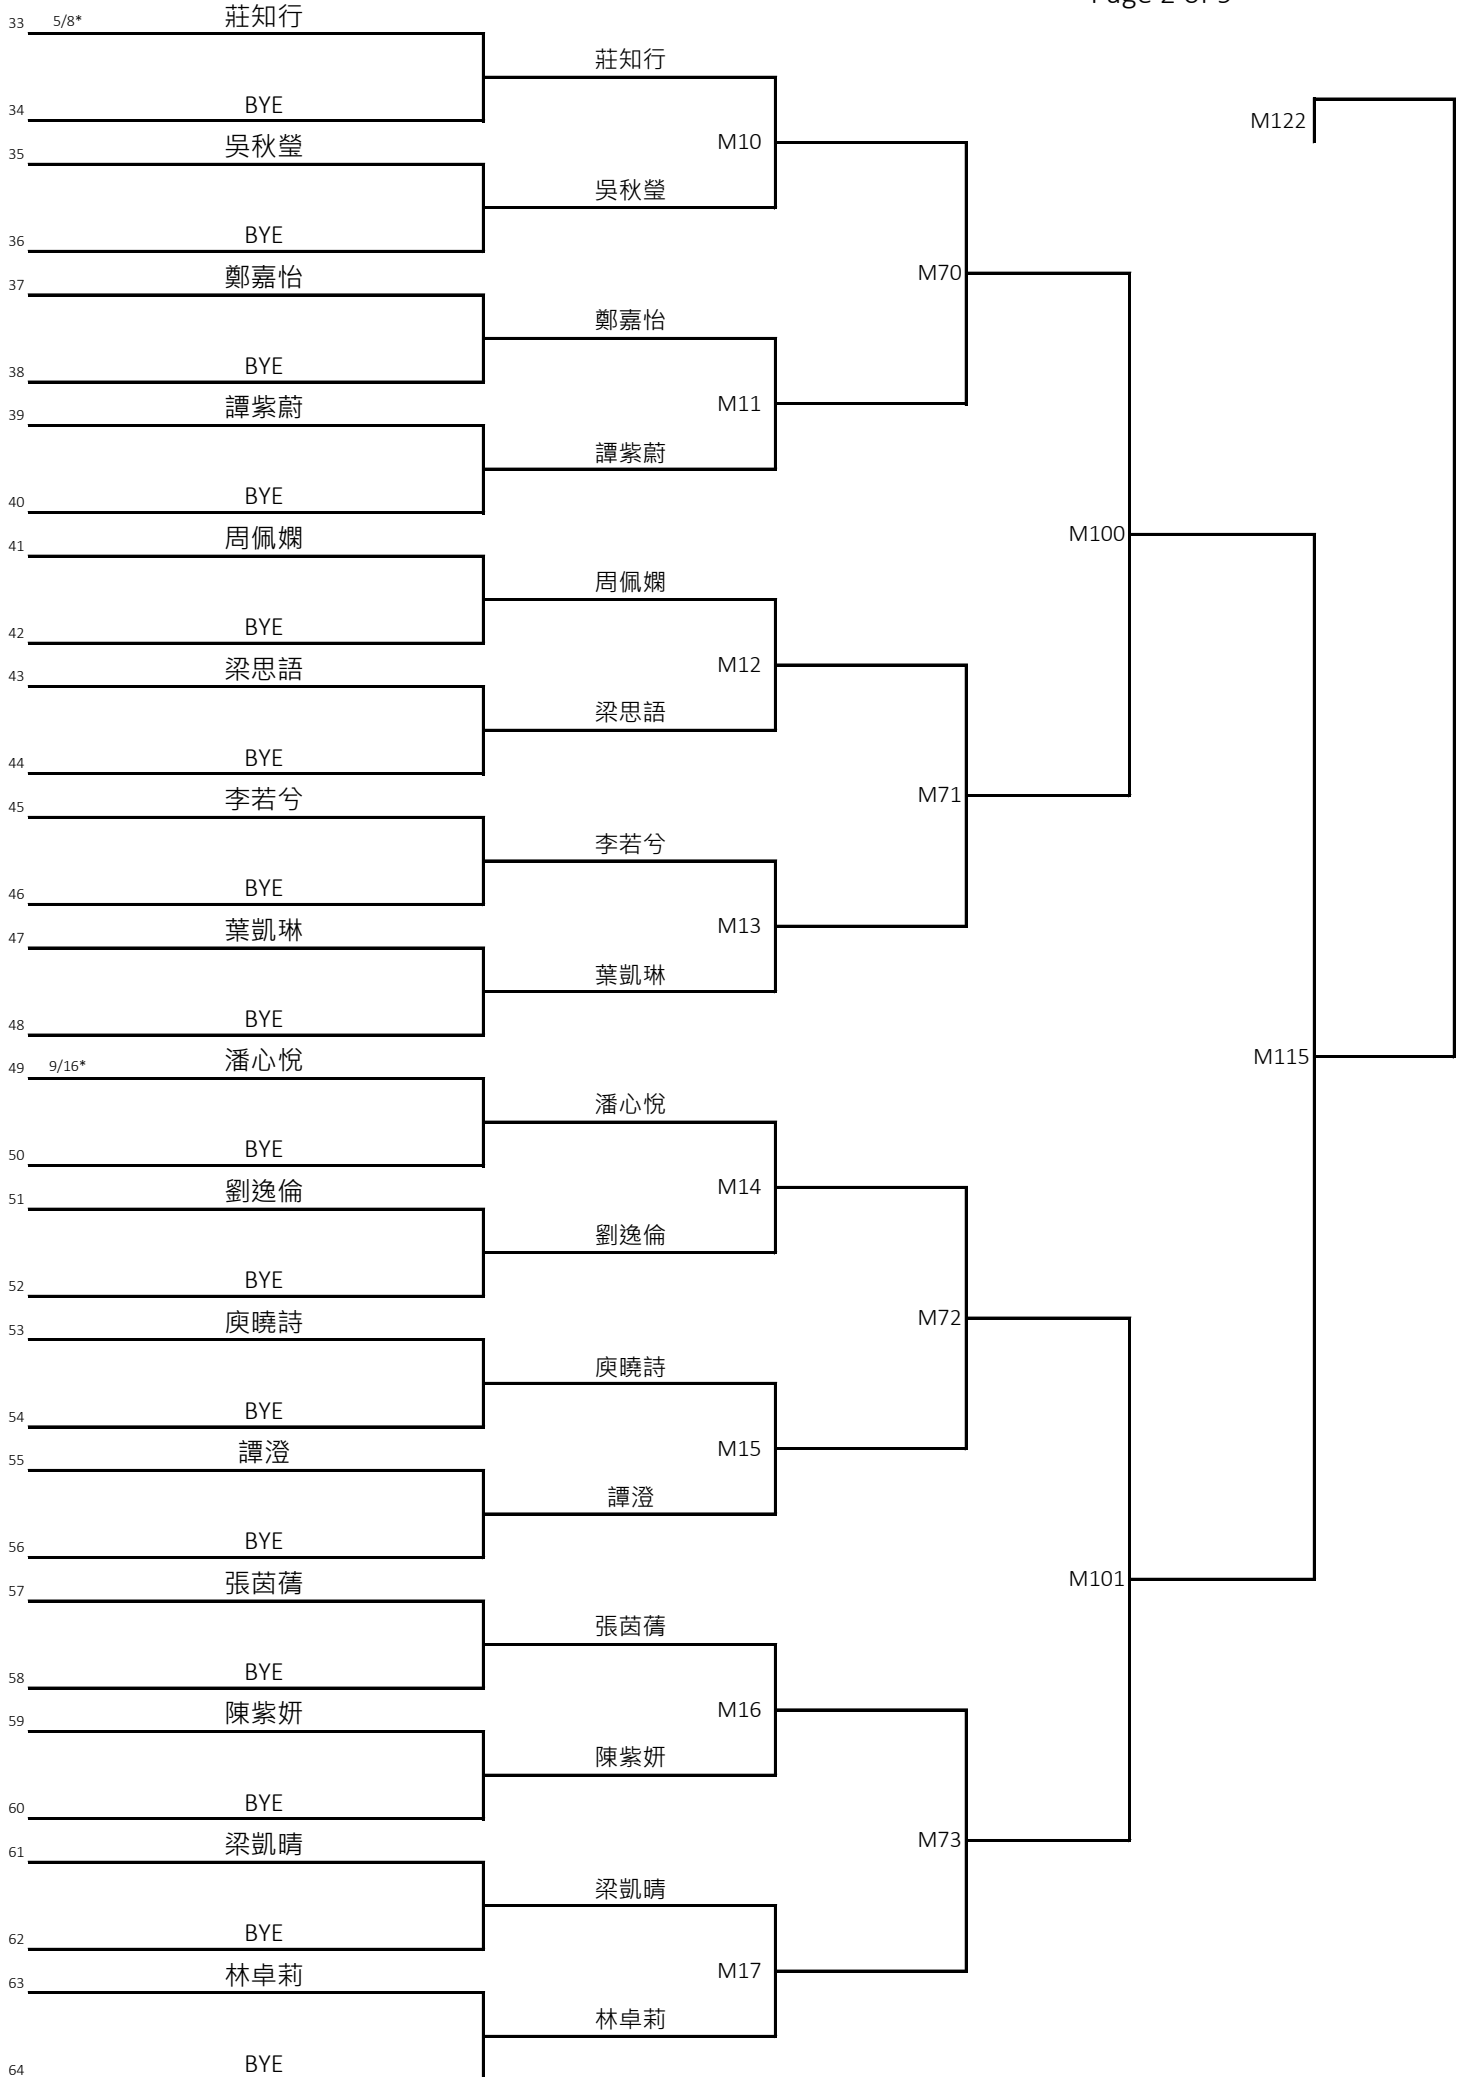 Page 2 of 5
33 5/8* 莊知行
莊知行
34 BYE
M122
35 吳秋瑩
M10
吳秋瑩
36 BYE
37 鄭嘉怡
M70
鄭嘉怡
38 BYE
39 譚紫蔚
M11
譚紫蔚
40 BYE
41 周佩嫻
M100
周佩嫻
42 BYE
43 梁思語
M12
梁思語
44 BYE
45 李若兮
M71
李若兮
46 BYE
47 葉凱琳
M13
葉凱琳
48 BYE
49 9/16* 潘心悅
M115
潘心悅
50 BYE
51 劉逸倫
M14
劉逸倫
52 BYE
53 庾曉詩
M72
庾曉詩
54 BYE
55 譚澄
M15
譚澄
56 BYE
57 張茵蒨
M101
張茵蒨
58 BYE
59 陳紫妍
M16
陳紫妍
60 BYE
61 梁凱晴
M73
梁凱晴
62 BYE
63 林卓莉
M17
林卓莉
64 BYE